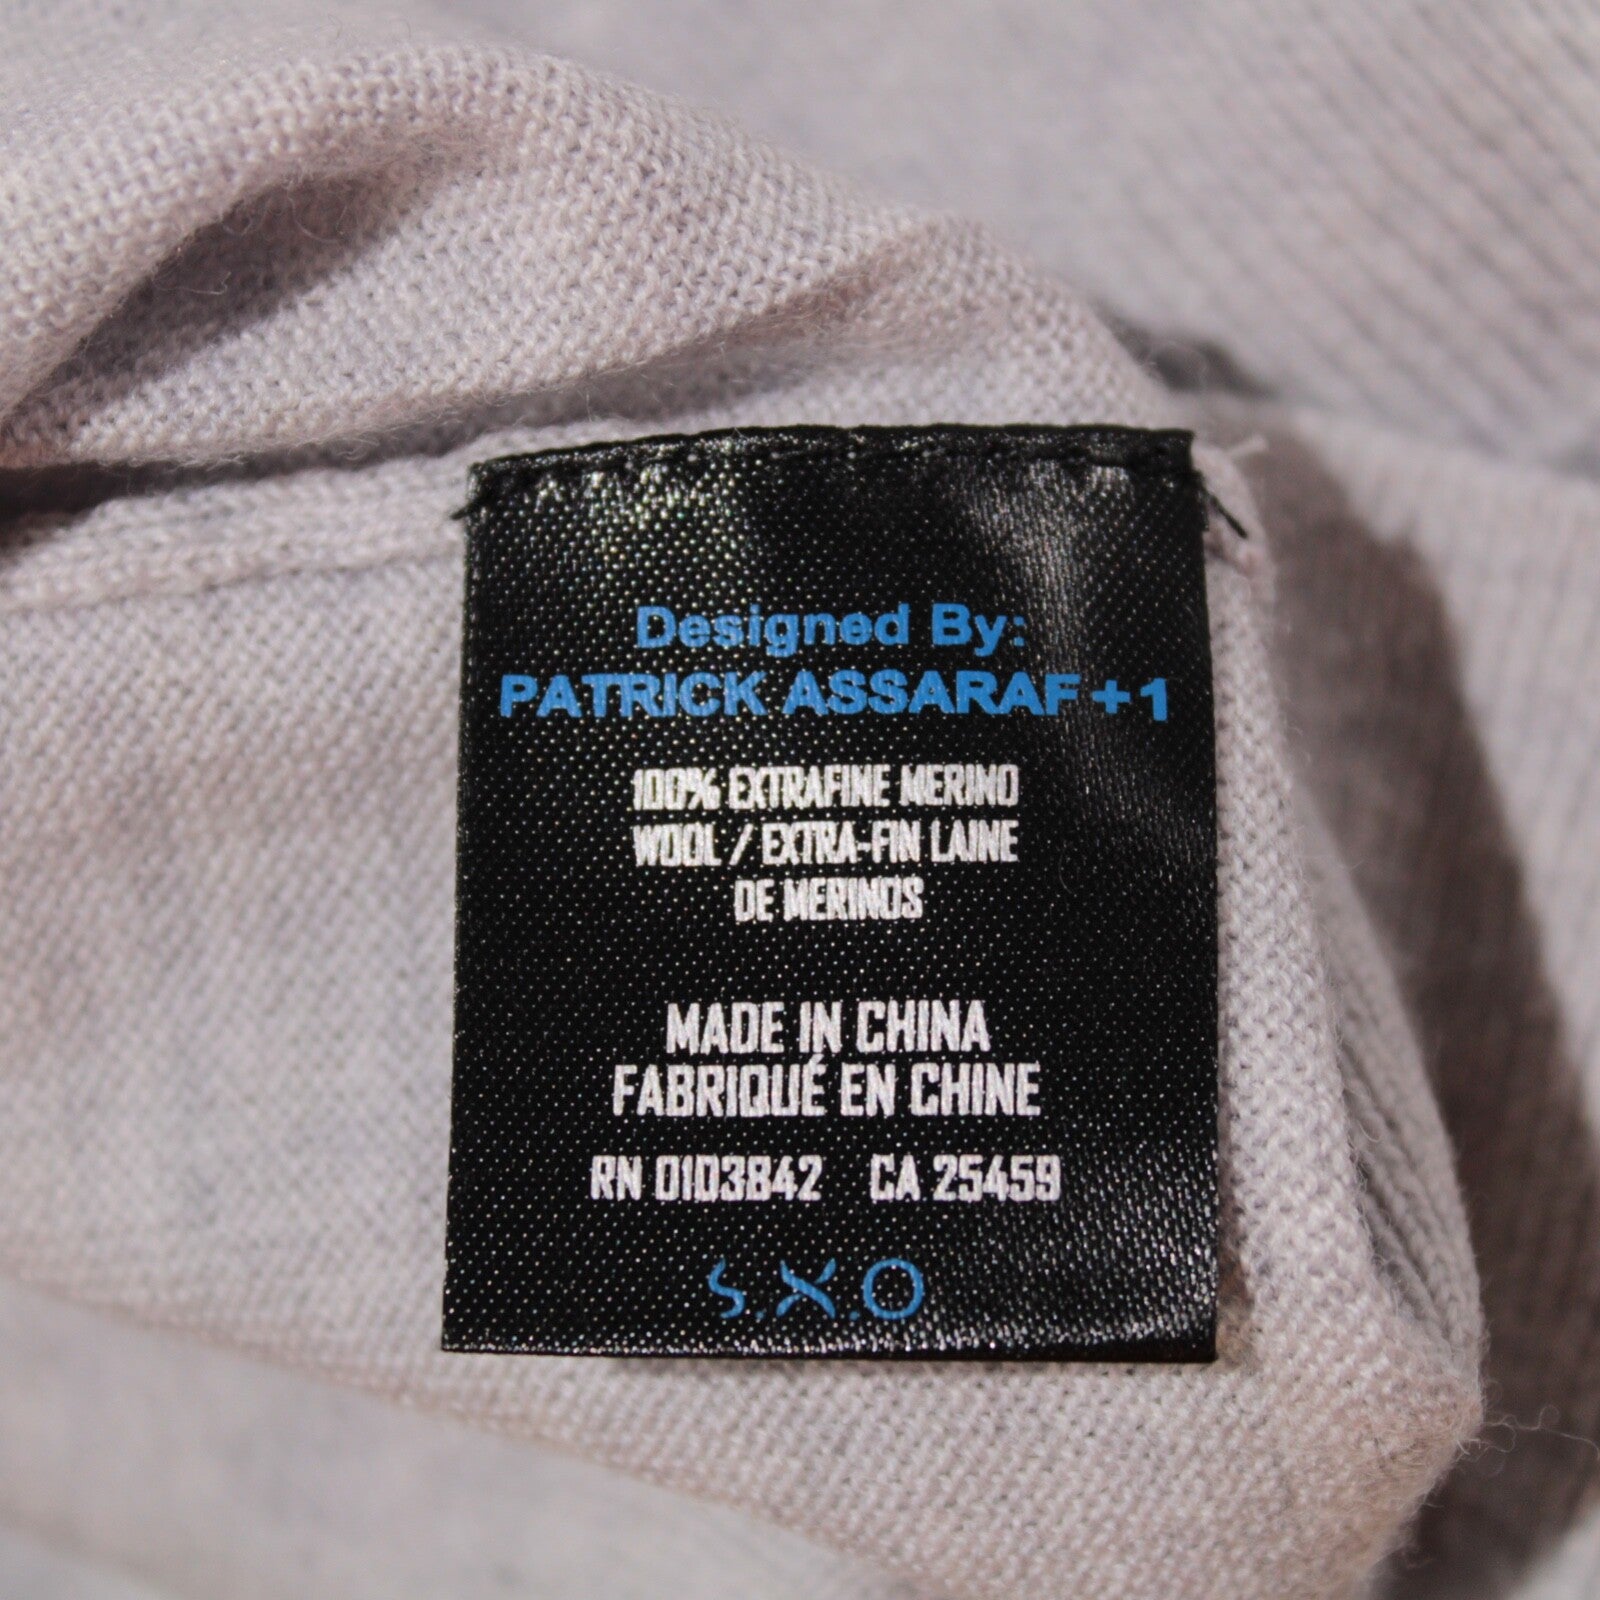 Designed By:
PATRICK ASSARAF+1
100% EXTRAFINE MERINO
WOOL / EXTRA-FIN LAINE
DE MERINOS
MADE IN CHINA
FABRIQUÉ EN CHINE
RN 0103842 CA 25459
S.X.O